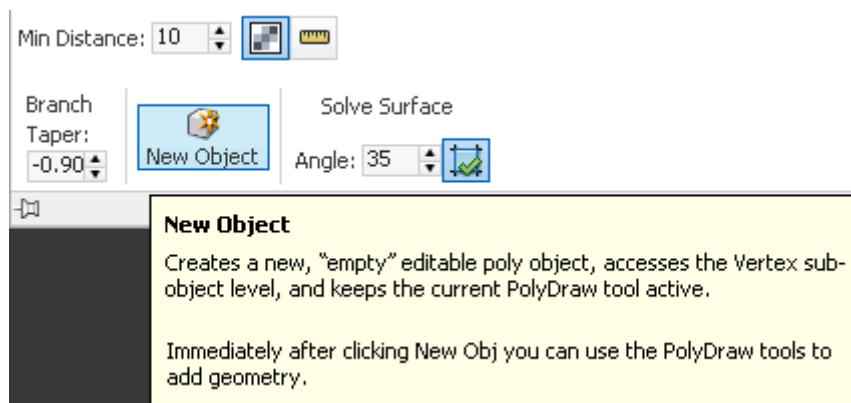 Min Distance: 10
Branch
Taper:
-0.90
New Object
Solve Surface
Angle: 35
New Object
Creates a new, “empty” editable poly object, accesses the Vertex sub-
object level, and keeps the current PolyDraw tool active.
Immediately after clicking New Obj you can use the PolyDraw tools to
add geometry.